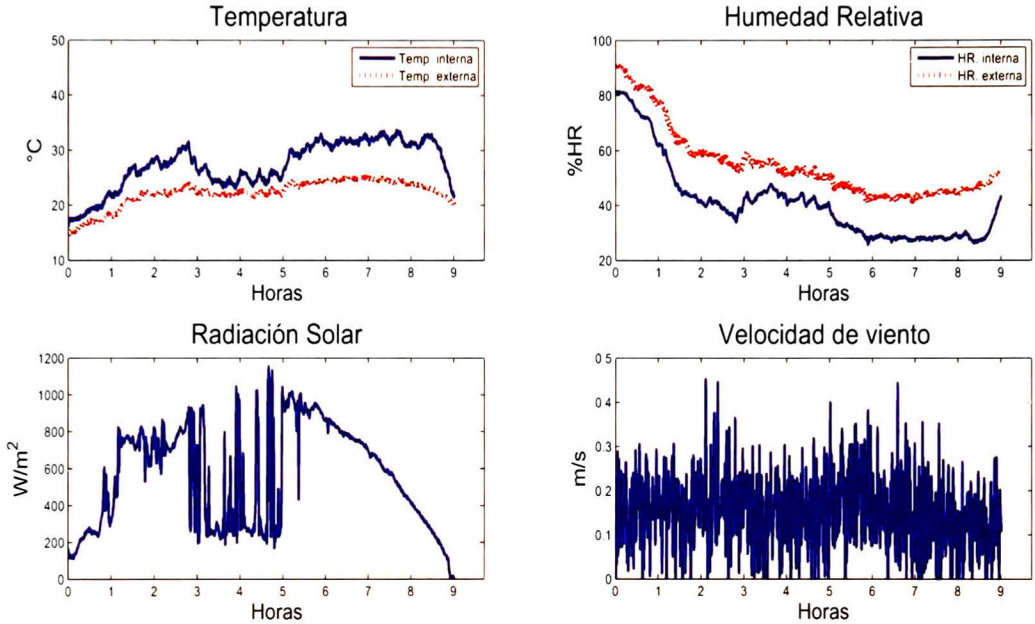 Temperatura
50
40
30
20
10
°C
Temp. interna
Temp. externa
0 1 2 3 4 5 6 7 8 9
Horas
Humedad Relativa
100
80
60
40
20
%HR
HR. interna
HR. externa
0 1 2 3 4 5 6 7 8 9
Horas
Radiación Solar
1200
1000
800
600
400
200
0
W/m²
0 1 2 3 4 5 6 7 8 9
Horas
Velocidad de viento
0.5
0.4
0.3
0.2
0.1
0
m/s
0 1 2 3 4 5 6 7 8 9
Horas